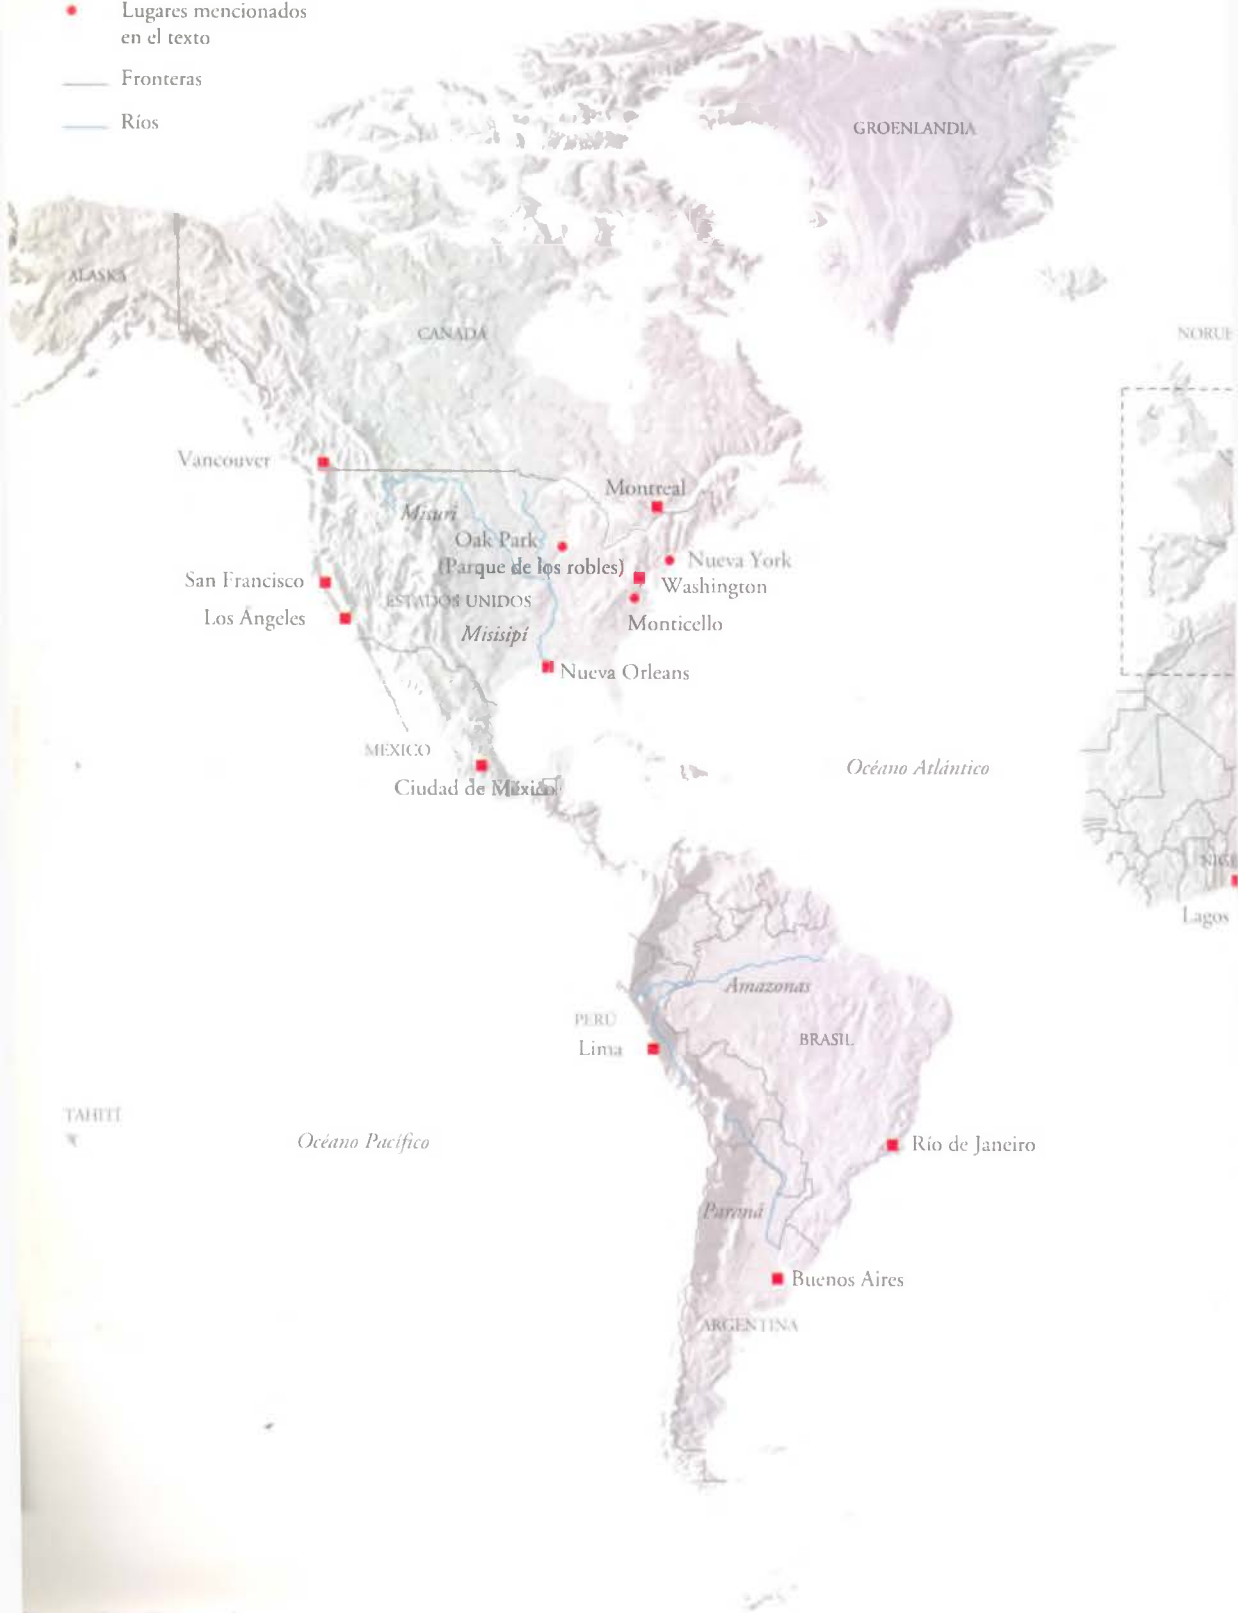 Lugares mencionados
en el texto
Fronteras
Ríos
GROENLANDIA
ALASKA
CANADÁ
Vancouver
Montreal
Misuri
Oak Park
(Parque de los robles)
Nueva York
San Francisco
Washington
ESTADOS UNIDOS
Los Ángeles
Monticello
Misisipí
Nueva Orleans
MÉXICO
Océano Atlántico
Ciudad de México
Lagos
Amazonas
PERÚ
BRASIL
Lima
TAHITÍ
Océano Pacífico
Río de Janeiro
Paraná
Buenos Aires
ARGENTINA